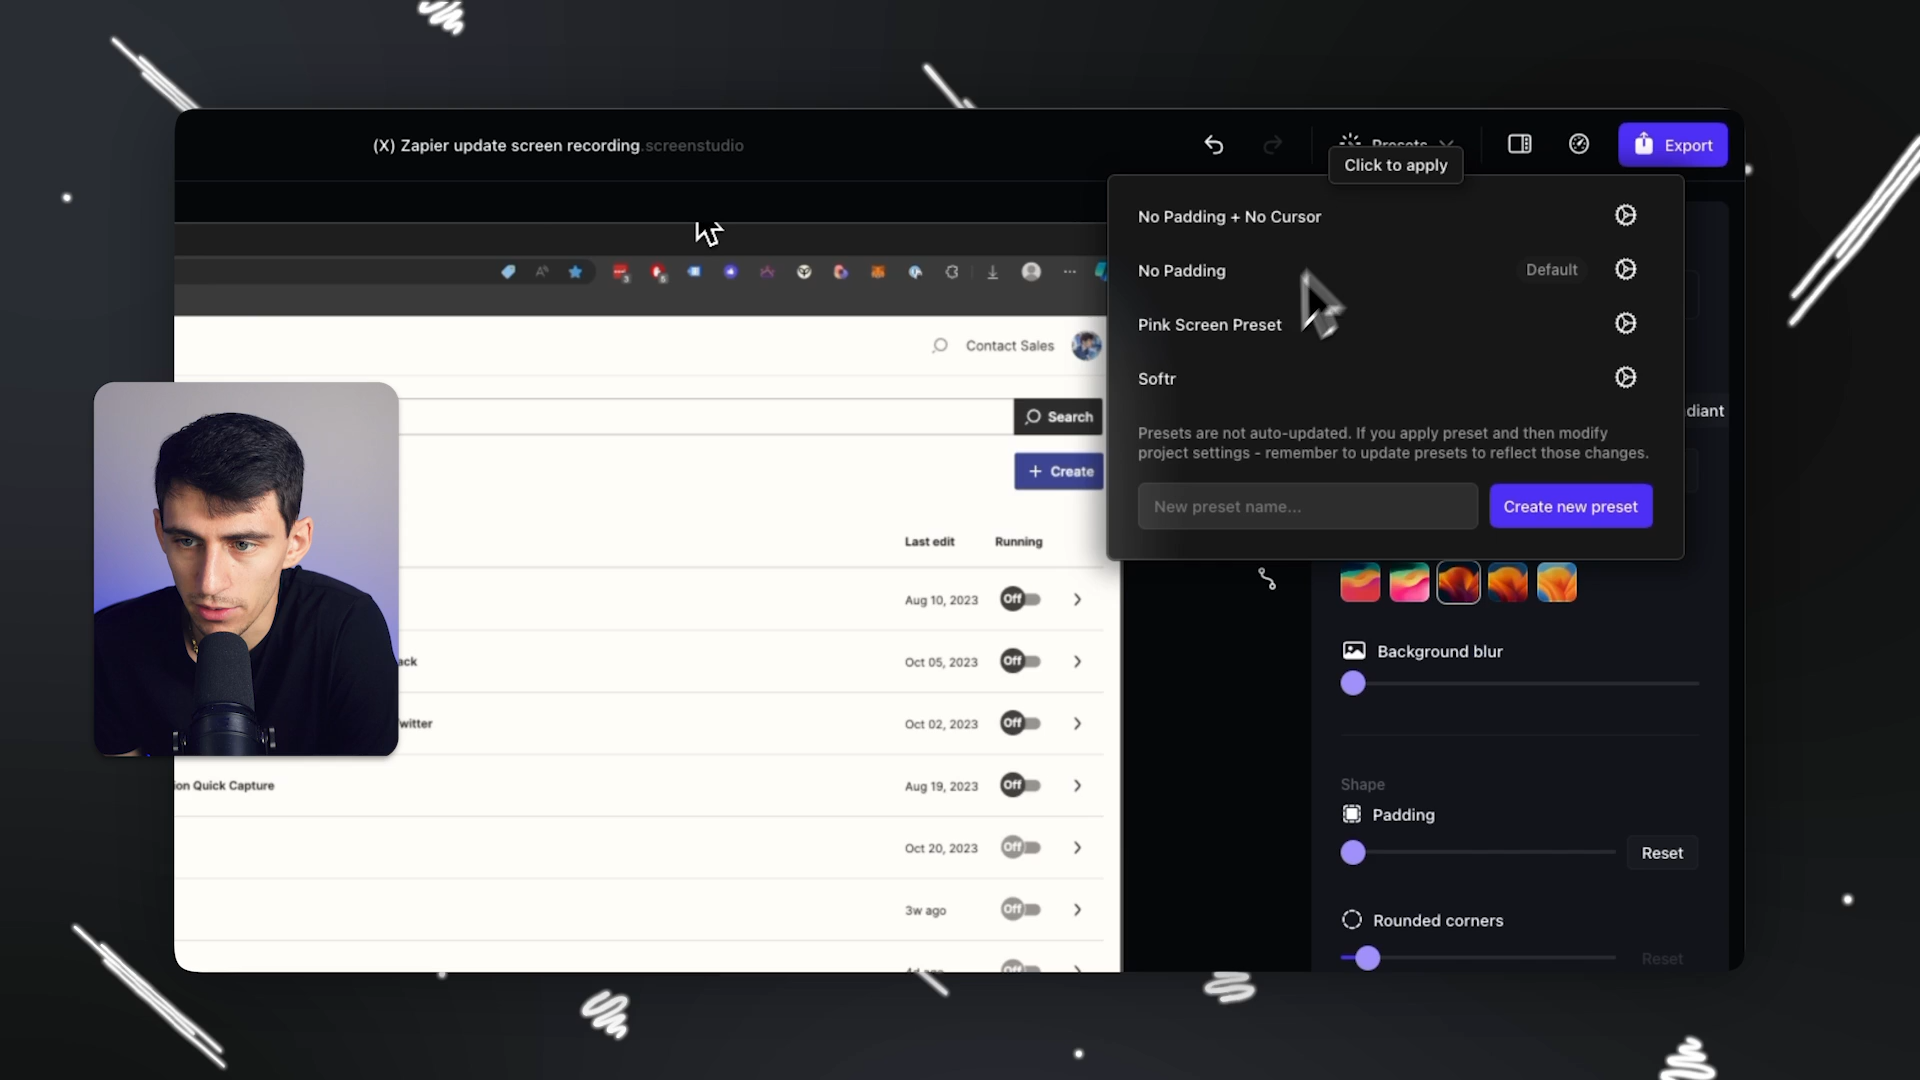 (X) Zapier update screen recording.screenstudio
Presets
Export
Click to apply
No Padding + No Cursor
No Padding
Default
Pink Screen Preset
Softr
Presets are not auto-updated. If you apply preset and then modify
project settings - remember to update presets to reflect those changes.
New preset name...
Create new preset
Contact Sales
diant
Search
+ Create
Last edit
Running
Aug 10, 2023
Off
ack
Oct 05, 2023
Off
witter
Oct 02, 2023
Off
ion Quick Capture
Aug 19, 2023
Off
Oct 20, 2023
Off
3w ago
Off
Background blur
Shape
Padding
Reset
Rounded corners
Reset